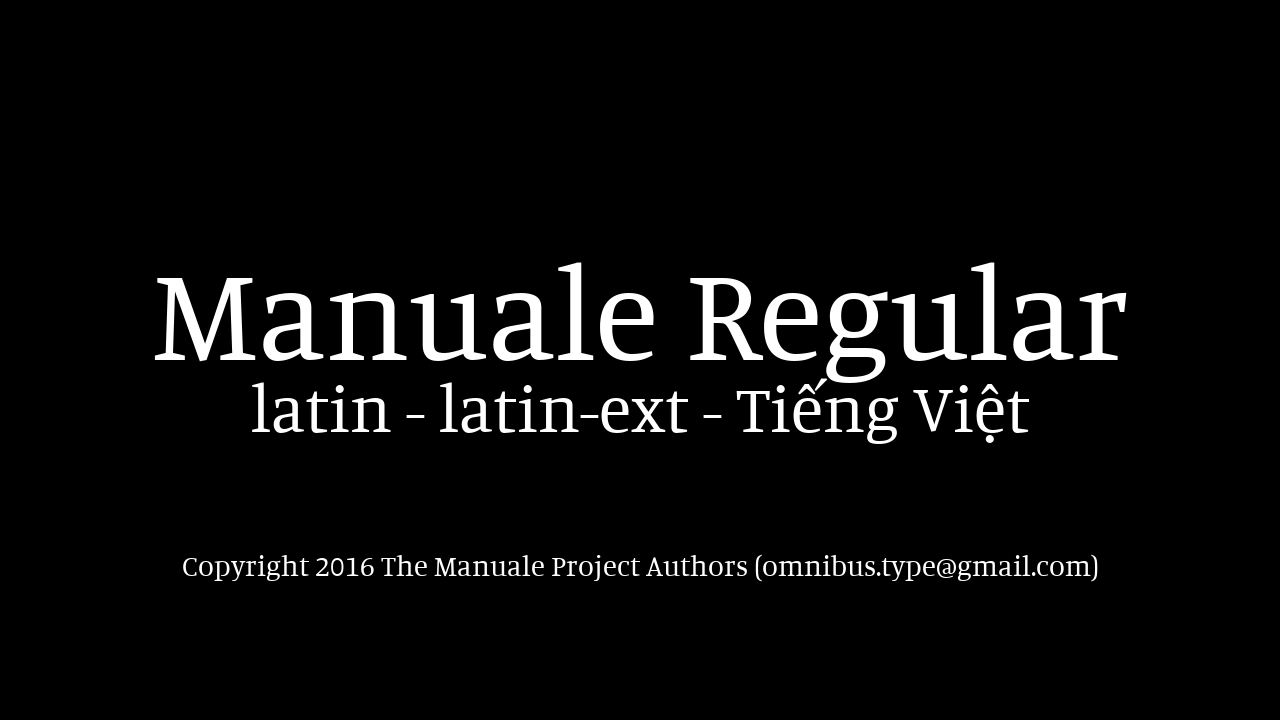 Manuale Regular
latin - latin-ext - Tiếng Việt
Copyright 2016 The Manuale Project Authors (omnibus.type@gmail.com)